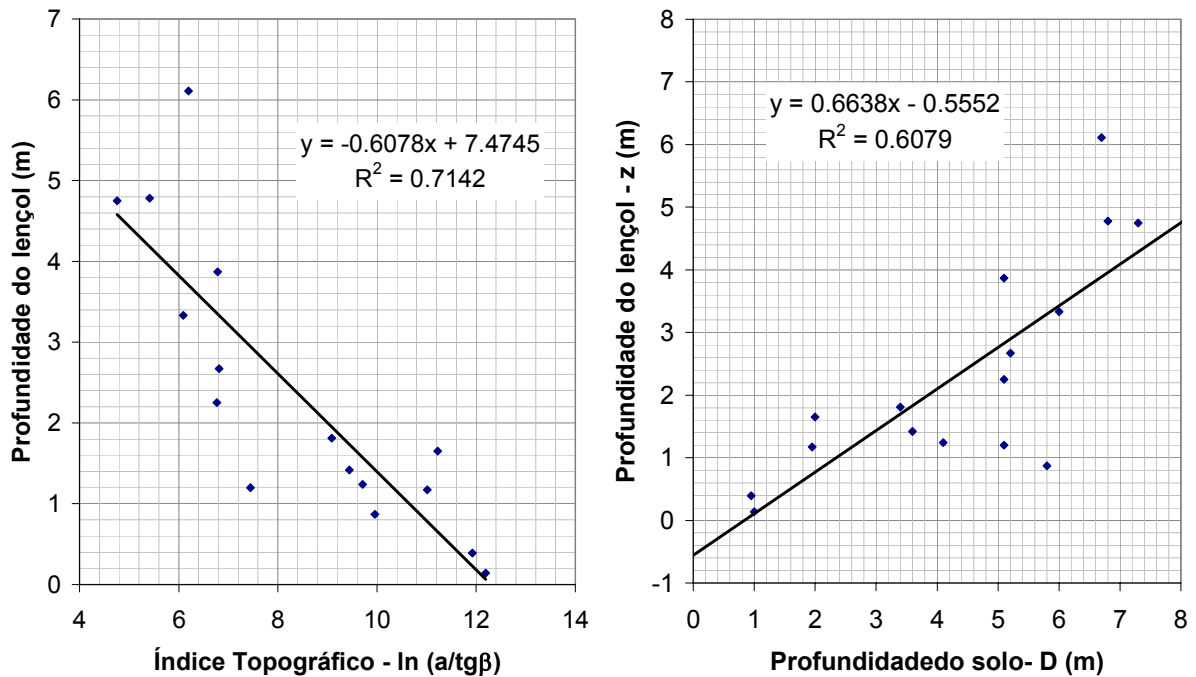 Profundidade do lençol (m)
7
6
5
4
3
2
1
0
y = -0.6078x + 7.4745
R² = 0.7142
4 6 8 10 12 14
Índice Topográfico - ln (a/tgβ)
Profundidade do lençol - z (m)
8
7
6
5
4
3
2
1
0
-1
y = 0.6638x - 0.5552
R² = 0.6079
0 1 2 3 4 5 6 7 8
Profundidadedo solo- D (m)